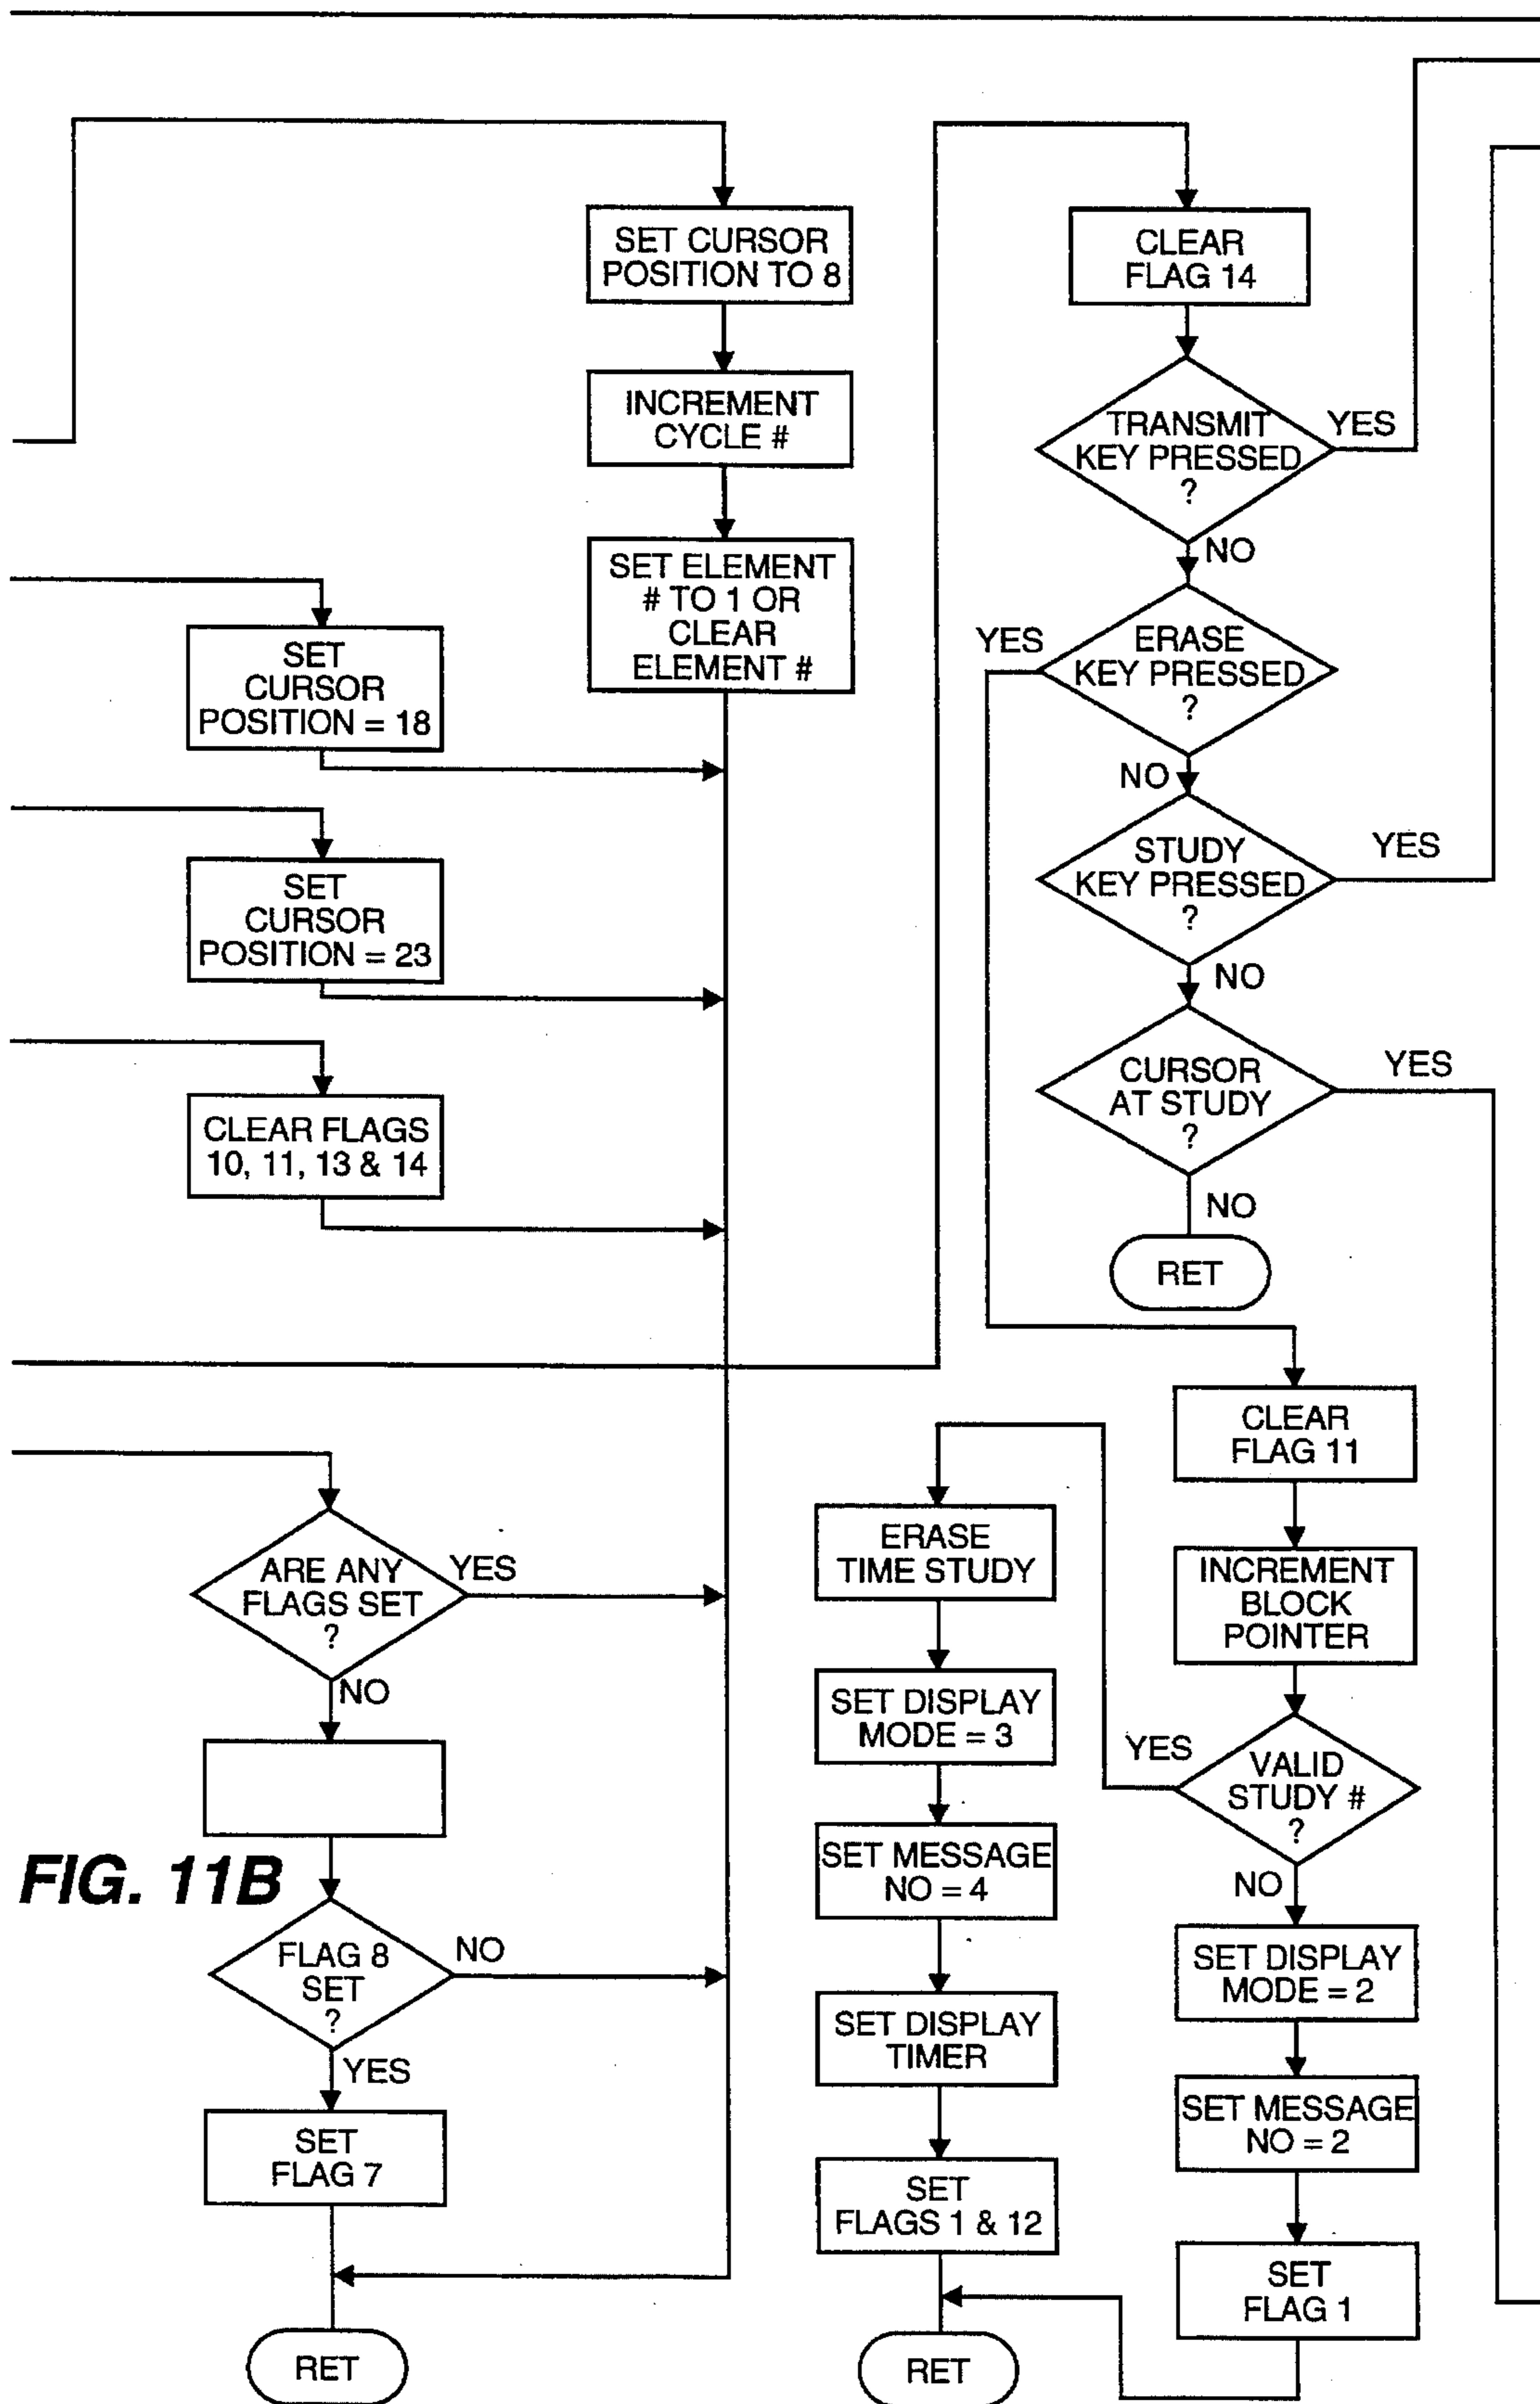 SET CURSOR
POSITION TO 8
INCREMENT
CYCLE #
SET ELEMENT
# TO 1 OR
CLEAR
ELEMENT #
SET
CURSOR
POSITION = 18
SET
CURSOR
POSITION = 23
CLEAR FLAGS
10, 11, 13 & 14
CLEAR
FLAG 14
TRANSMIT
KEY PRESSED
?
YES
NO
ERASE
KEY PRESSED
?
YES
NO
STUDY
KEY PRESSED
?
YES
NO
CURSOR
AT STUDY
?
YES
NO
RET
ARE ANY
FLAGS SET
?
YES
NO
FIG. 11B
FLAG 8
SET
?
NO
YES
SET
FLAG 7
RET
CLEAR
FLAG 11
INCREMENT
BLOCK
POINTER
VALID
STUDY #
?
YES
NO
ERASE
TIME STUDY
SET DISPLAY
MODE = 3
SET MESSAGE
NO = 4
SET DISPLAY
TIMER
SET
FLAGS 1 & 12
RET
SET DISPLAY
MODE = 2
SET MESSAGE
NO = 2
SET
FLAG 1